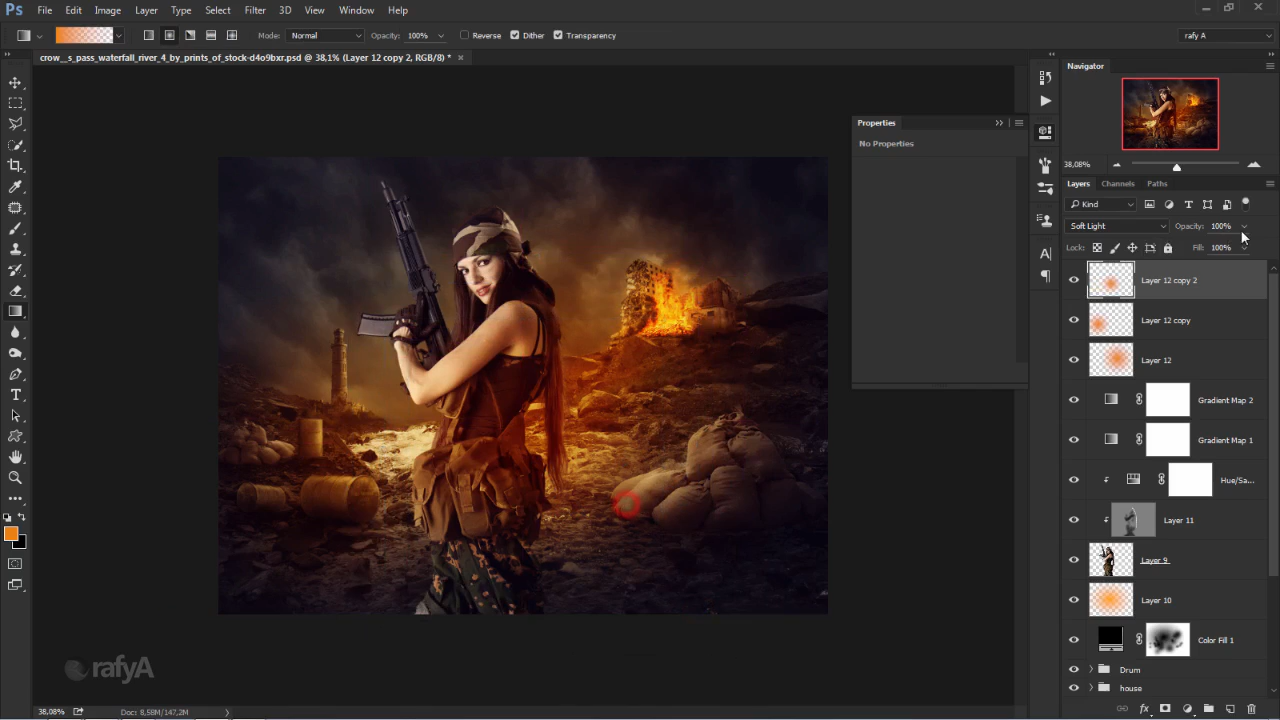 Ps File Edit Image Layer Type Select Filter 3D View Window Help
Mode: Normal Opacity: 100% Reverse Dither Transparency rafy A
crow__s_pass_waterfall_river_4_by_prints_of_stock-d4o9bxr.psd @ 38,1% (Layer 12 copy 2, RGB/8) *
Navigator
Properties
No Properties
38,08%
Layers Channels Paths
Kind
Soft Light Opacity: 100%
Lock: Fill: 100%
Layer 12 copy 2
Layer 12 copy
Layer 12
Gradient Map 2
Gradient Map 1
Hue/Sa...
Layer 11
Layer 9
Layer 10
Color Fill 1
Drum
house
rafyA
38,08% Doc: 8,58M/147,2M